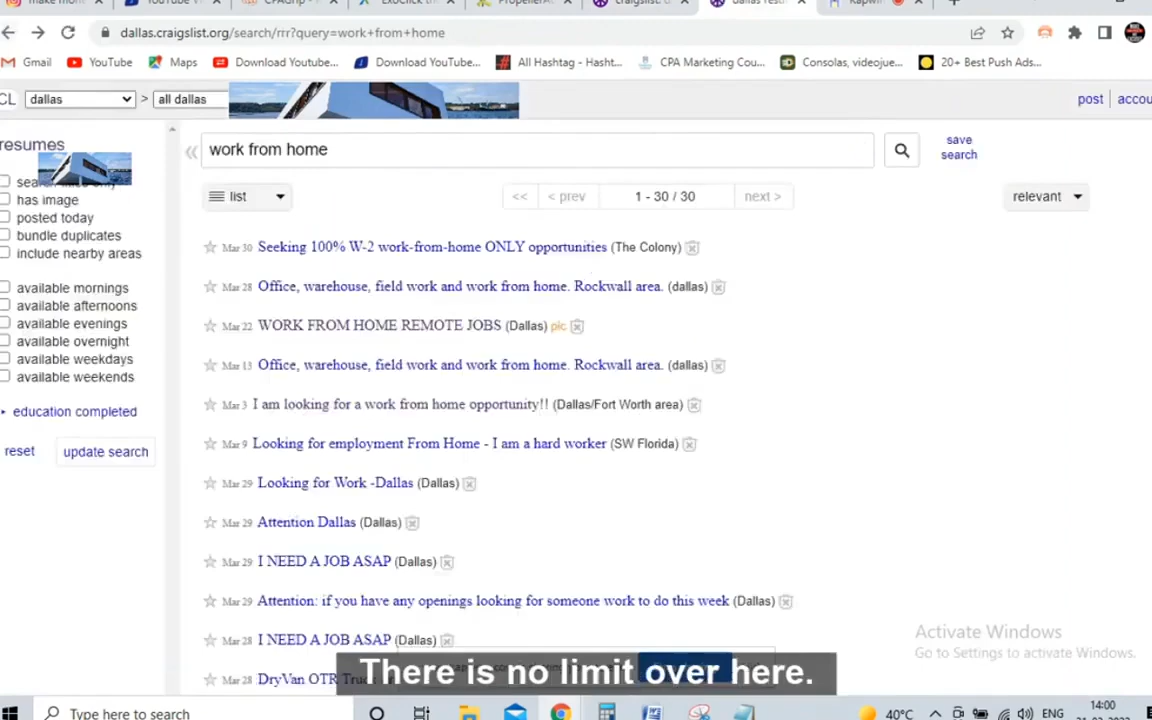 YouTube V
CPAGrip -
ExoClick th
dallas resu
Kapwin
dallas.craigslist.org/search/rrr?query=work+from+home
Gmail
YouTube
Maps
Download Youtube...
Download YouTube...
All Hashtag - Hasht...
CPA Marketing Cou...
Consolas, videojue...
20+ Best Push Ads...
CL
dallas
>
all dallas
post
accou
resumes
has image
posted today
bundle duplicates
include nearby areas
available mornings
available afternoons
available evenings
available overnight
available weekdays
available weekends
education completed
reset
update search
«
work from home
save
search
list
<<
< prev
1 - 30 / 30
next >
relevant
Mar 30 Seeking 100% W-2 work-from-home ONLY opportunities (The Colony)
Mar 28 Office, warehouse, field work and work from home. Rockwall area. (dallas)
Mar 22 WORK FROM HOME REMOTE JOBS (Dallas) pic
Mar 13 Office, warehouse, field work and work from home. Rockwall area. (dallas)
Mar 3 I am looking for a work from home opportunity!! (Dallas/Fort Worth area)
Mar 9 Looking for employment From Home - I am a hard worker (SW Florida)
Mar 29 Looking for Work -Dallas (Dallas)
Mar 29 Attention Dallas (Dallas)
Mar 29 I NEED A JOB ASAP (Dallas)
Mar 29 Attention: if you have any openings looking for someone work to do this week (Dallas)
Mar 28 I NEED A JOB ASAP (Dallas)
Mar 28 DryVan OTR
There is no limit over here.
Activate Windows
Go to Settings to activate Windows.
Type here to search
40°C
ENG
14:00